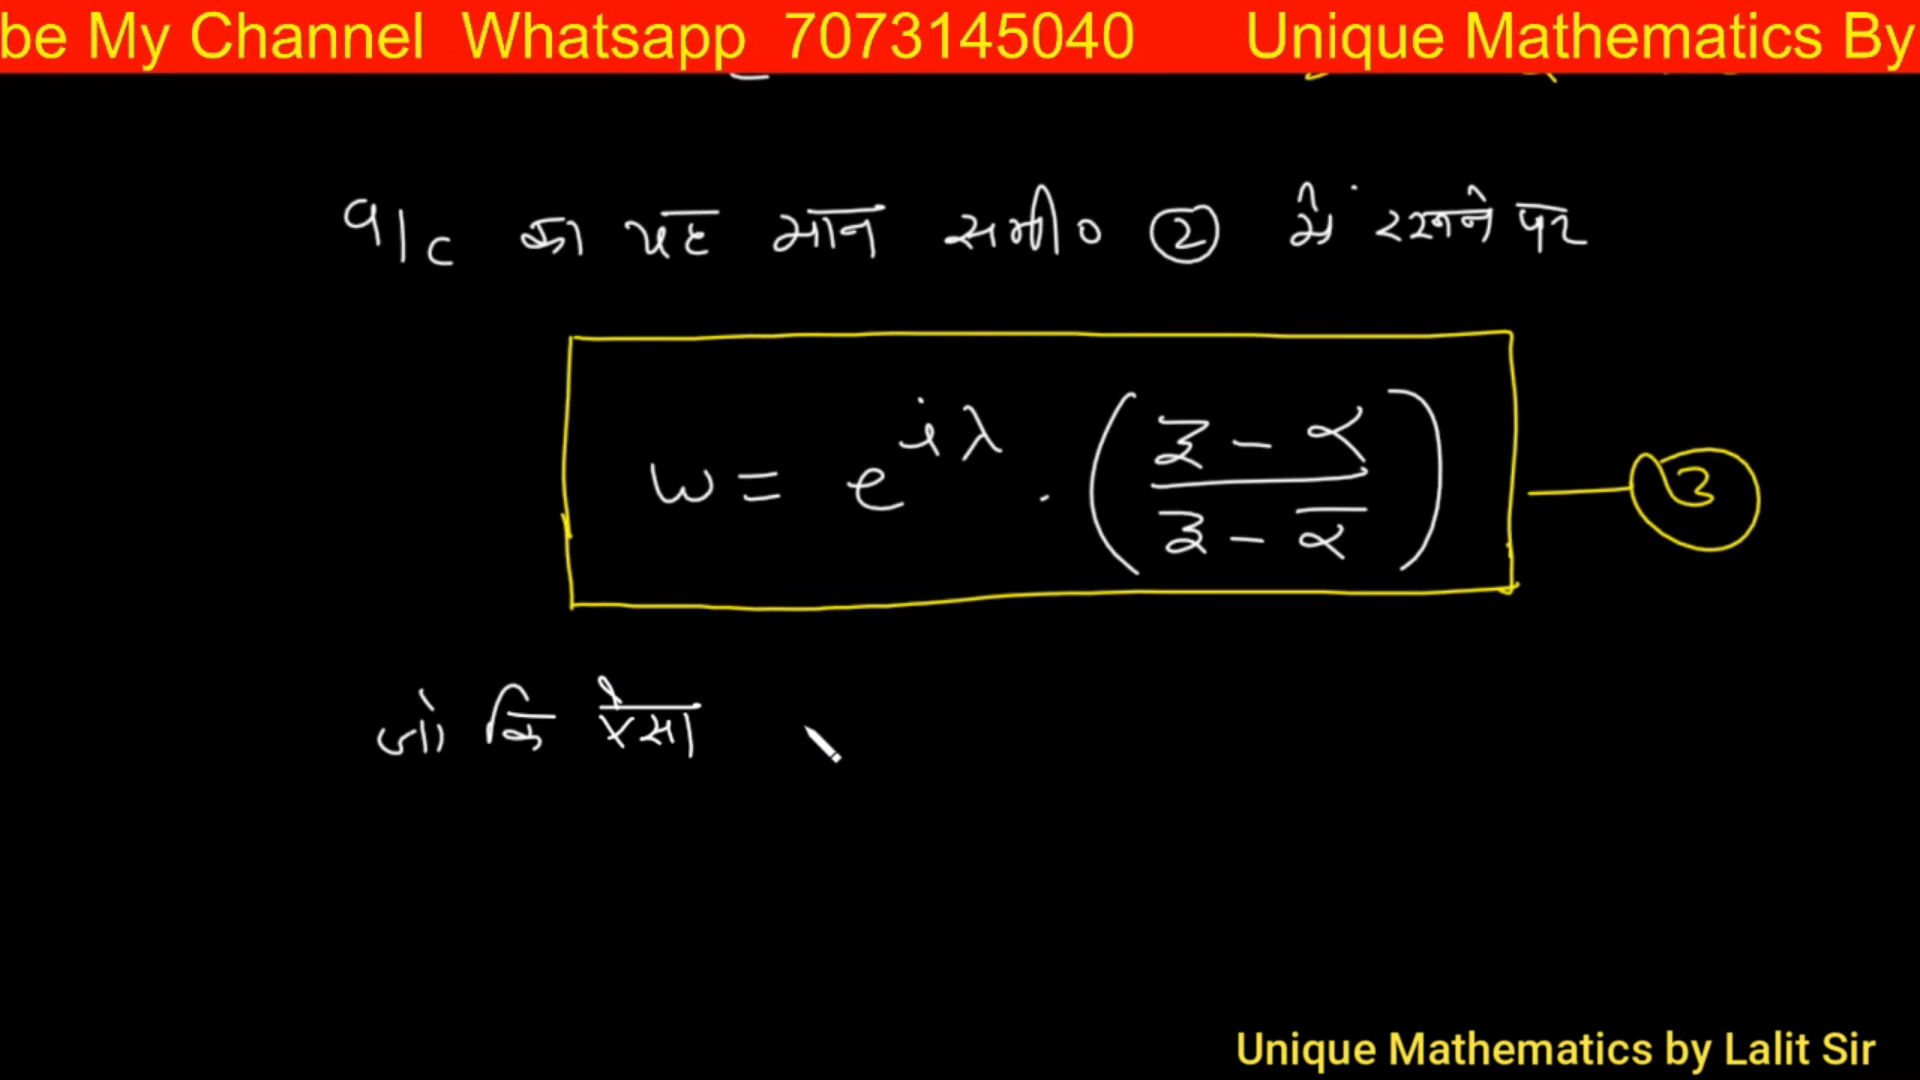 be My Channel Whatsapp 7073145040 Unique Mathematics By
a/c का यह मान समी० ② में रखने पर
w = e^{iλ} · (z - α / z - ᾱ) — ③
जो कि ऐसा
Unique Mathematics by Lalit Sir